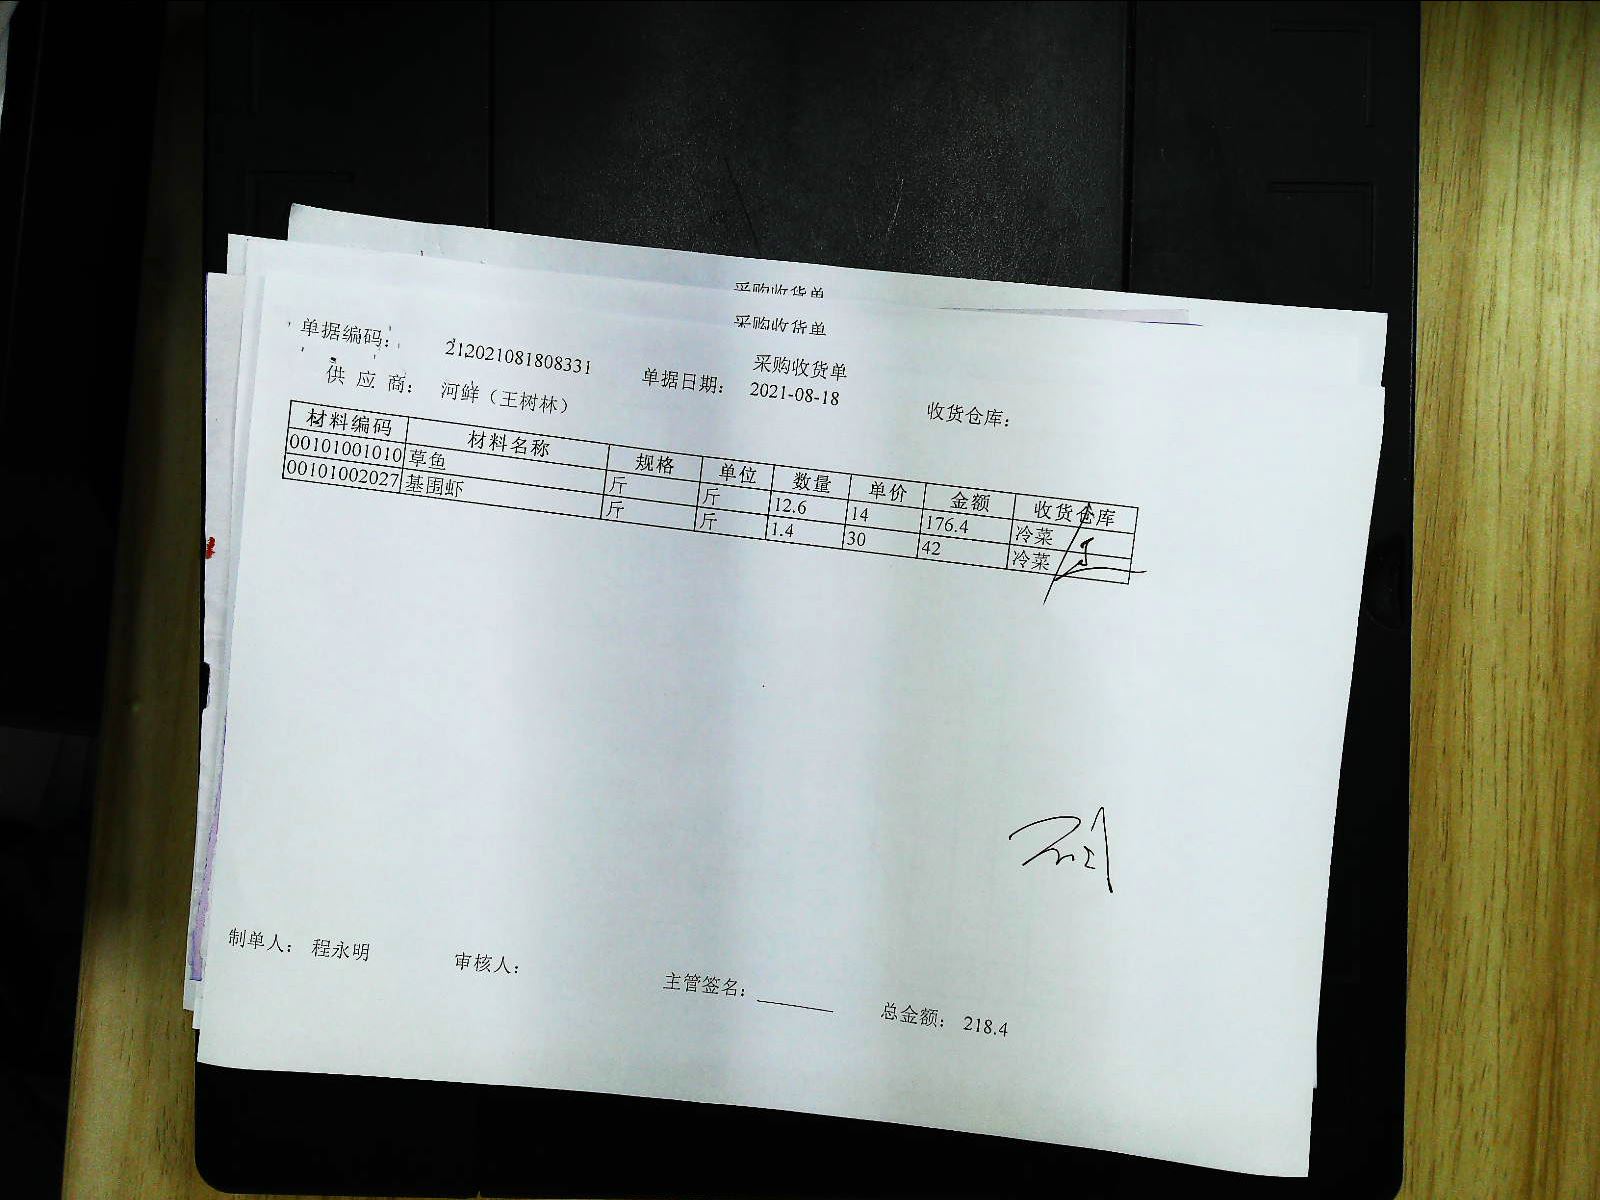 采购收货单
采购收货单
采购收货单
单据编码： 212021081808331 单据日期： 2021-08-18 收货仓库：
供 应 商： 河鲜（王树林）
材料编码 材料名称 规格 单位 数量 单价 金额 收货仓库
00101001010 草鱼 斤 斤 12.6 14 176.4 冷菜
00101002027 基围虾 斤 斤 1.4 30 42 冷菜
制单人： 程永明 审核人： 主管签名： 总金额： 218.4